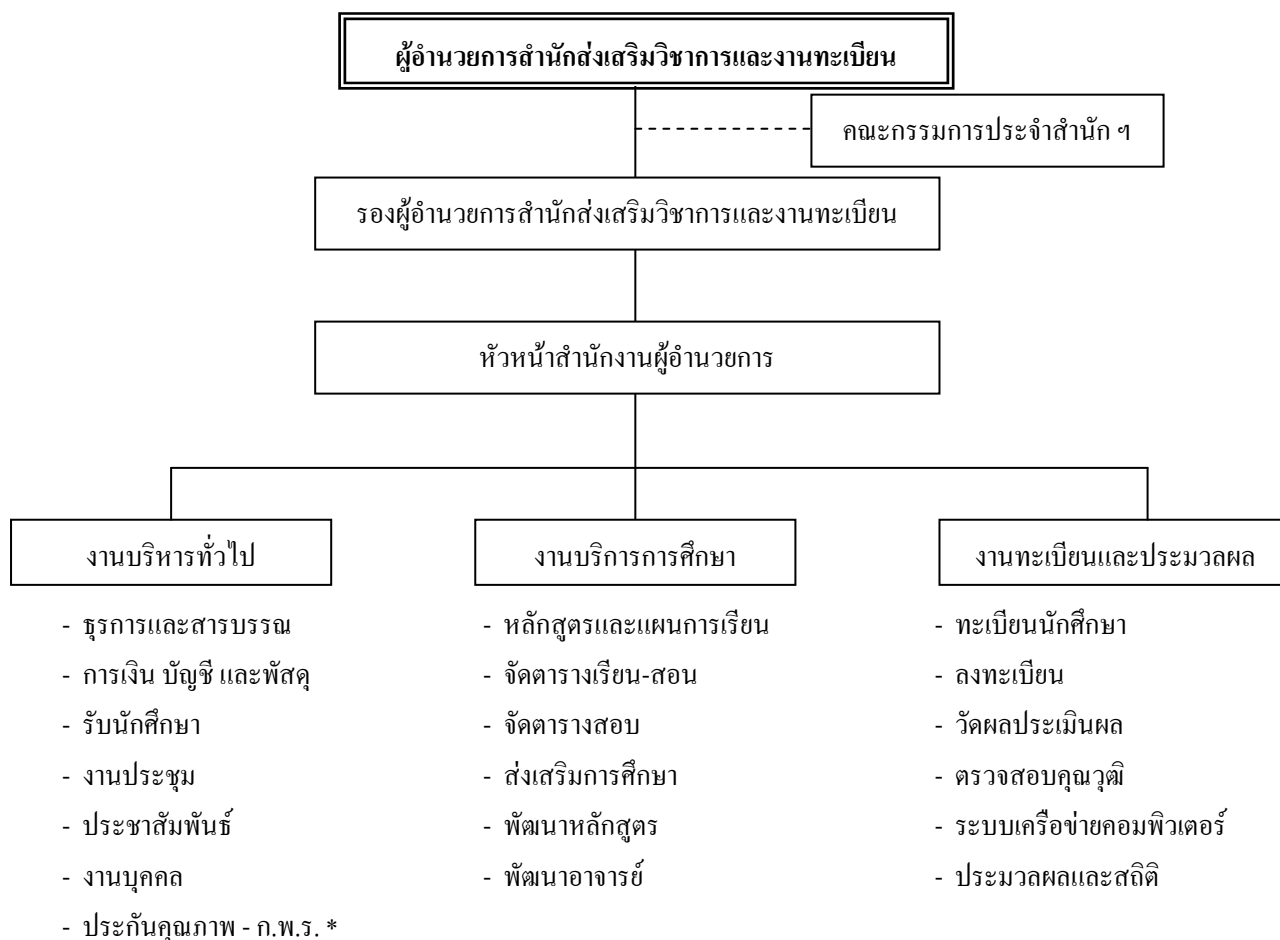 ผู้อำนวยการสำนักส่งเสริมวิชาการและงานทะเบียน
คณะกรรมการประจำสำนัก ฯ
รองผู้อำนวยการสำนักส่งเสริมวิชาการและงานทะเบียน
หัวหน้าสำนักงานผู้อำนวยการ
งานบริหารทั่วไป
- ธุรการและสารบรรณ
- การเงิน บัญชี และพัสดุ
- รับนักศึกษา
- งานประชุม
- ประชาสัมพันธ์
- งานบุคคล
- ประกันคุณภาพ - ก.พ.ร. *
งานบริการการศึกษา
- หลักสูตรและแผนการเรียน
- จัดตารางเรียน-สอน
- จัดตารางสอบ
- ส่งเสริมการศึกษา
- พัฒนาหลักสูตร
- พัฒนาอาจารย์
งานทะเบียนและประมวลผล
- ทะเบียนนักศึกษา
- ลงทะเบียน
- วัดผลประเมินผล
- ตรวจสอบคุณวุฒิ
- ระบบเครือข่ายคอมพิวเตอร์
- ประมวลผลและสถิติ